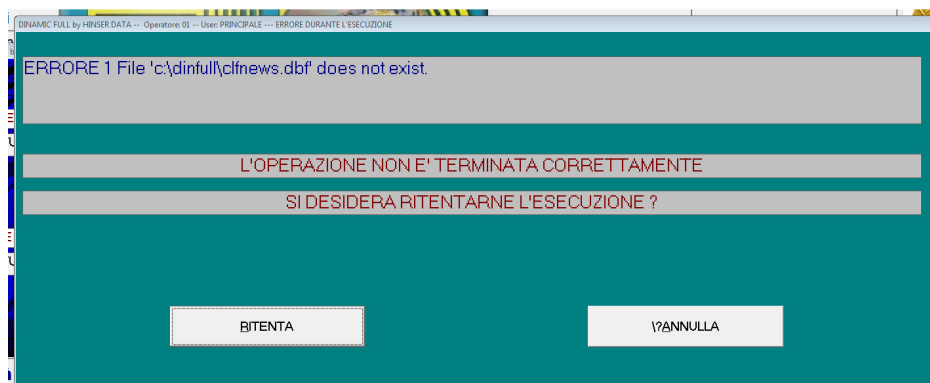 DINAMIC FULL by HINSER DATA -- Operatore: 01 -- User: PRINCIPALE --- ERRORE DURANTE L'ESECUZIONE
ERRORE 1 File 'c:\dinfull\clfnews.dbf' does not exist.
L'OPERAZIONE NON E' TERMINATA CORRETTAMENTE
SI DESIDERA RITENTARNE L'ESECUZIONE ?
RITENTA
\?ANNULLA